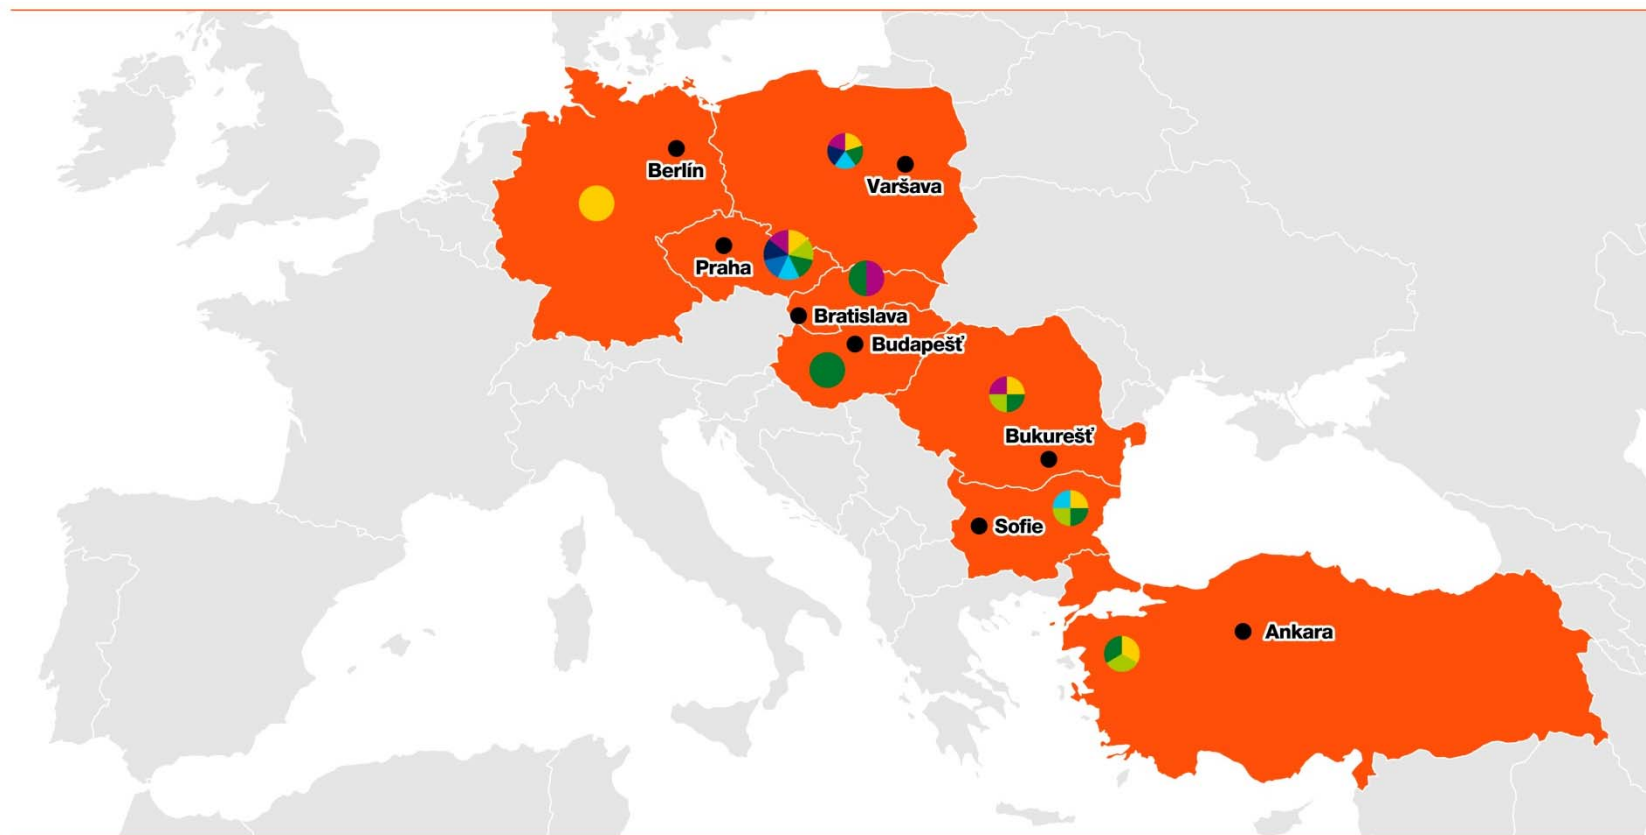 Berlín
Varšava
Praha
Bratislava
Budapešť
Bukurešť
Sofie
Ankara